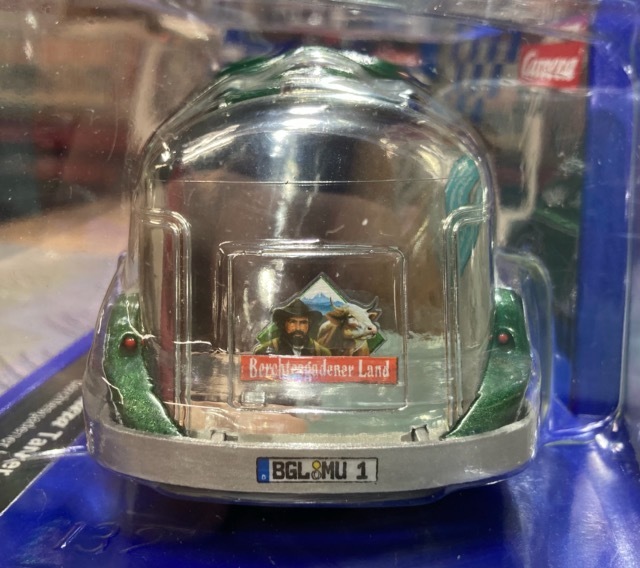 Carrera
Berchtesgadener Land
BGL MU 1